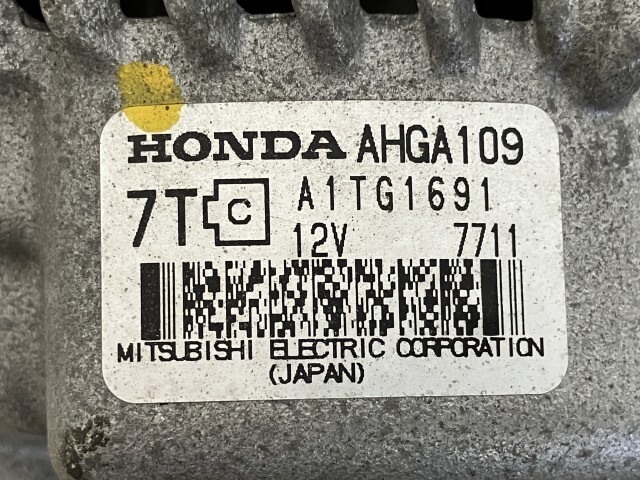 HONDA AHGA109
7T C A1TG1691
12V 7711
MITSUBISHI ELECTRIC CORPORATION
(JAPAN)